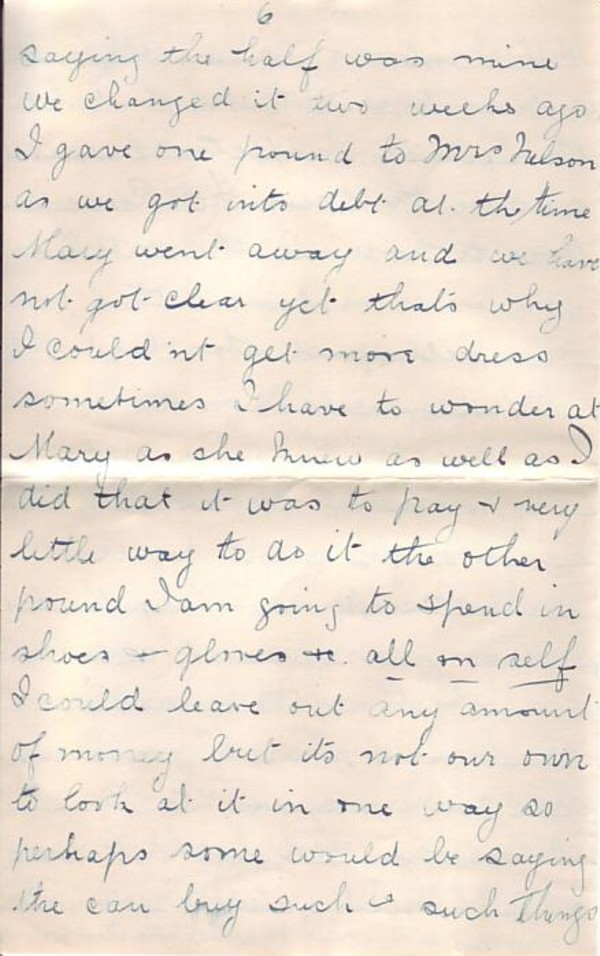 6
saying the half was mine
we changed it two weeks ago
I gave one pound to Mrs Nelson
as we got into debt at the time
Mary went away and we have
not got clear yet that's why
I could'nt get more dress
sometimes I have to wonder at
Mary as she knew as well as I
did that it was to pay & very
little way to do it the other
pound I am going to spend in
shoes & gloves &c. all on self
I could leave out any amount
of money but its not our own
to look at it in one way so
perhaps some would be saying
she can buy such & such things